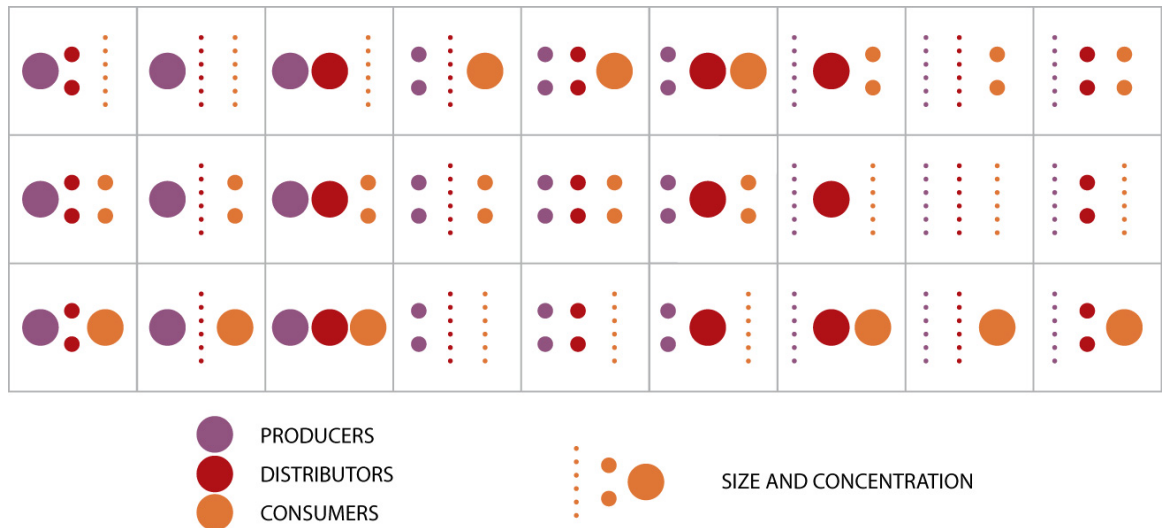 PRODUCERS
DISTRIBUTORS
CONSUMERS
SIZE AND CONCENTRATION